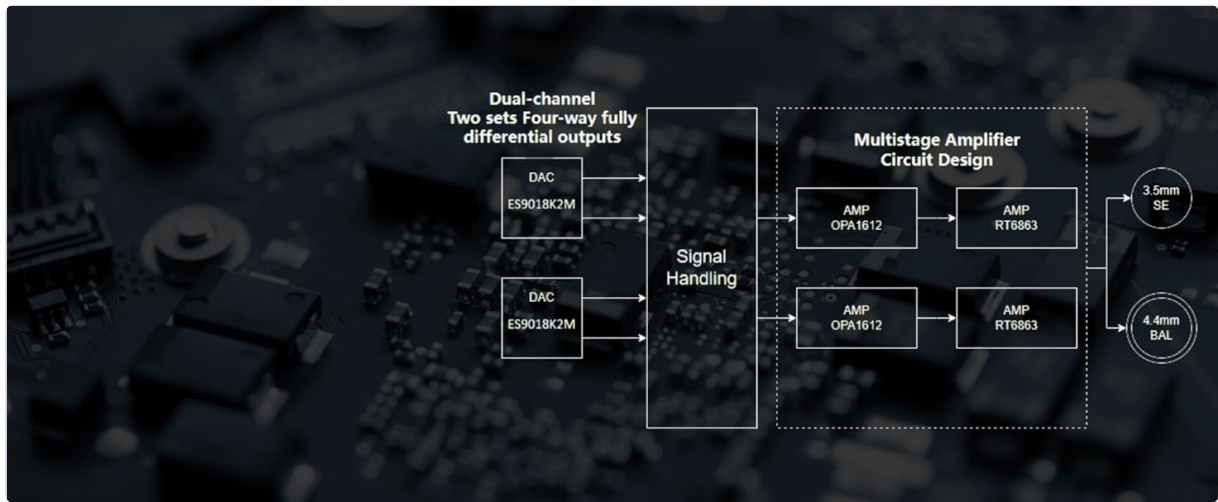 Dual-channel
Two sets Four-way fully
differential outputs
DAC
ES9018K2M
DAC
ES9018K2M
Signal
Handling
Multistage Amplifier
Circuit Design
AMP
OPA1612
AMP
RT6863
AMP
OPA1612
AMP
RT6863
3.5mm
SE
4.4mm
BAL